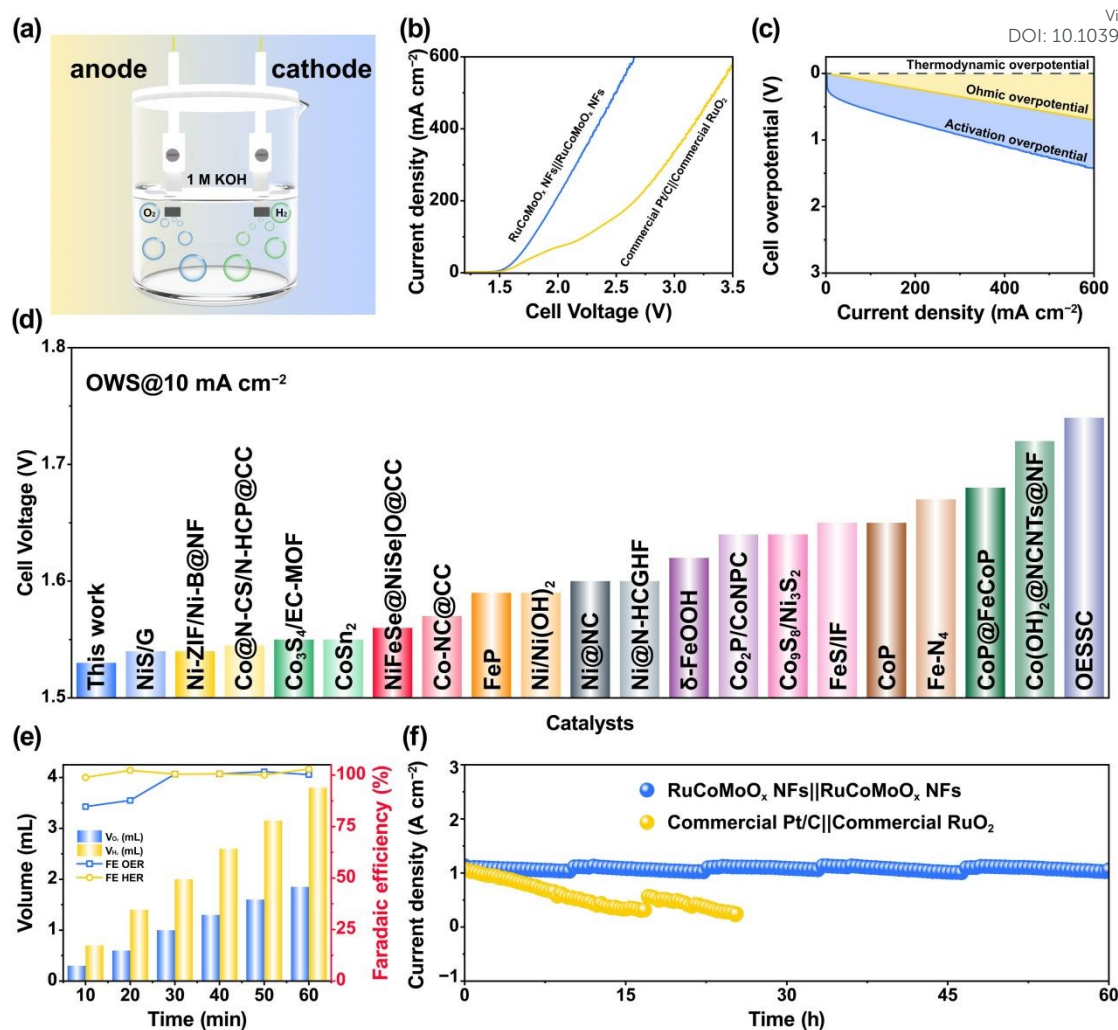 Vi
DOI: 10.1039
(a)
anode
cathode
1 M KOH
O₂
H₂
(b)
Current density (mA cm⁻²)
600
400
200
0
RuCoMoOₓ NFs||RuCoMoOₓ NFs
Commercial Pt/C||Commercial RuO₂
1.5
2.0
2.5
3.0
3.5
Cell Voltage (V)
(c)
Cell overpotential (V)
0
1
2
3
Thermodynamic overpotential
Ohmic overpotential
Activation overpotential
0
200
400
600
Current density (mA cm⁻²)
(d)
OWS@10 mA cm⁻²
Cell Voltage (V)
1.8
1.7
1.6
1.5
This work
NiS/G
Ni-ZIF/Ni-B@NF
Co@N-CS/N-HCP@CC
Co₃S₄/EC-MOF
CoSn₂
NiFeSe@NiSe|O@CC
Co-NC@CC
FeP
Ni/Ni(OH)₂
Ni@NC
Ni@N-HCGHF
δ-FeOOH
Co₂P/CoNPC
Co₉S₈/Ni₃S₂
FeS/IF
CoP
Fe-N₄
CoP@FeCoP
Co(OH)₂@NCNTs@NF
OESSC
Catalysts
(e)
Volume (mL)
4
3
2
1
0
V_O₂ (mL)
V_H₂ (mL)
FE OER
FE HER
100
75
50
25
0
Faradaic efficiency (%)
10
20
30
40
50
60
Time (min)
(f)
Current density (A cm⁻²)
3
2
1
0
−1
RuCoMoOₓ NFs||RuCoMoOₓ NFs
Commercial Pt/C||Commercial RuO₂
0
15
30
45
60
Time (h)